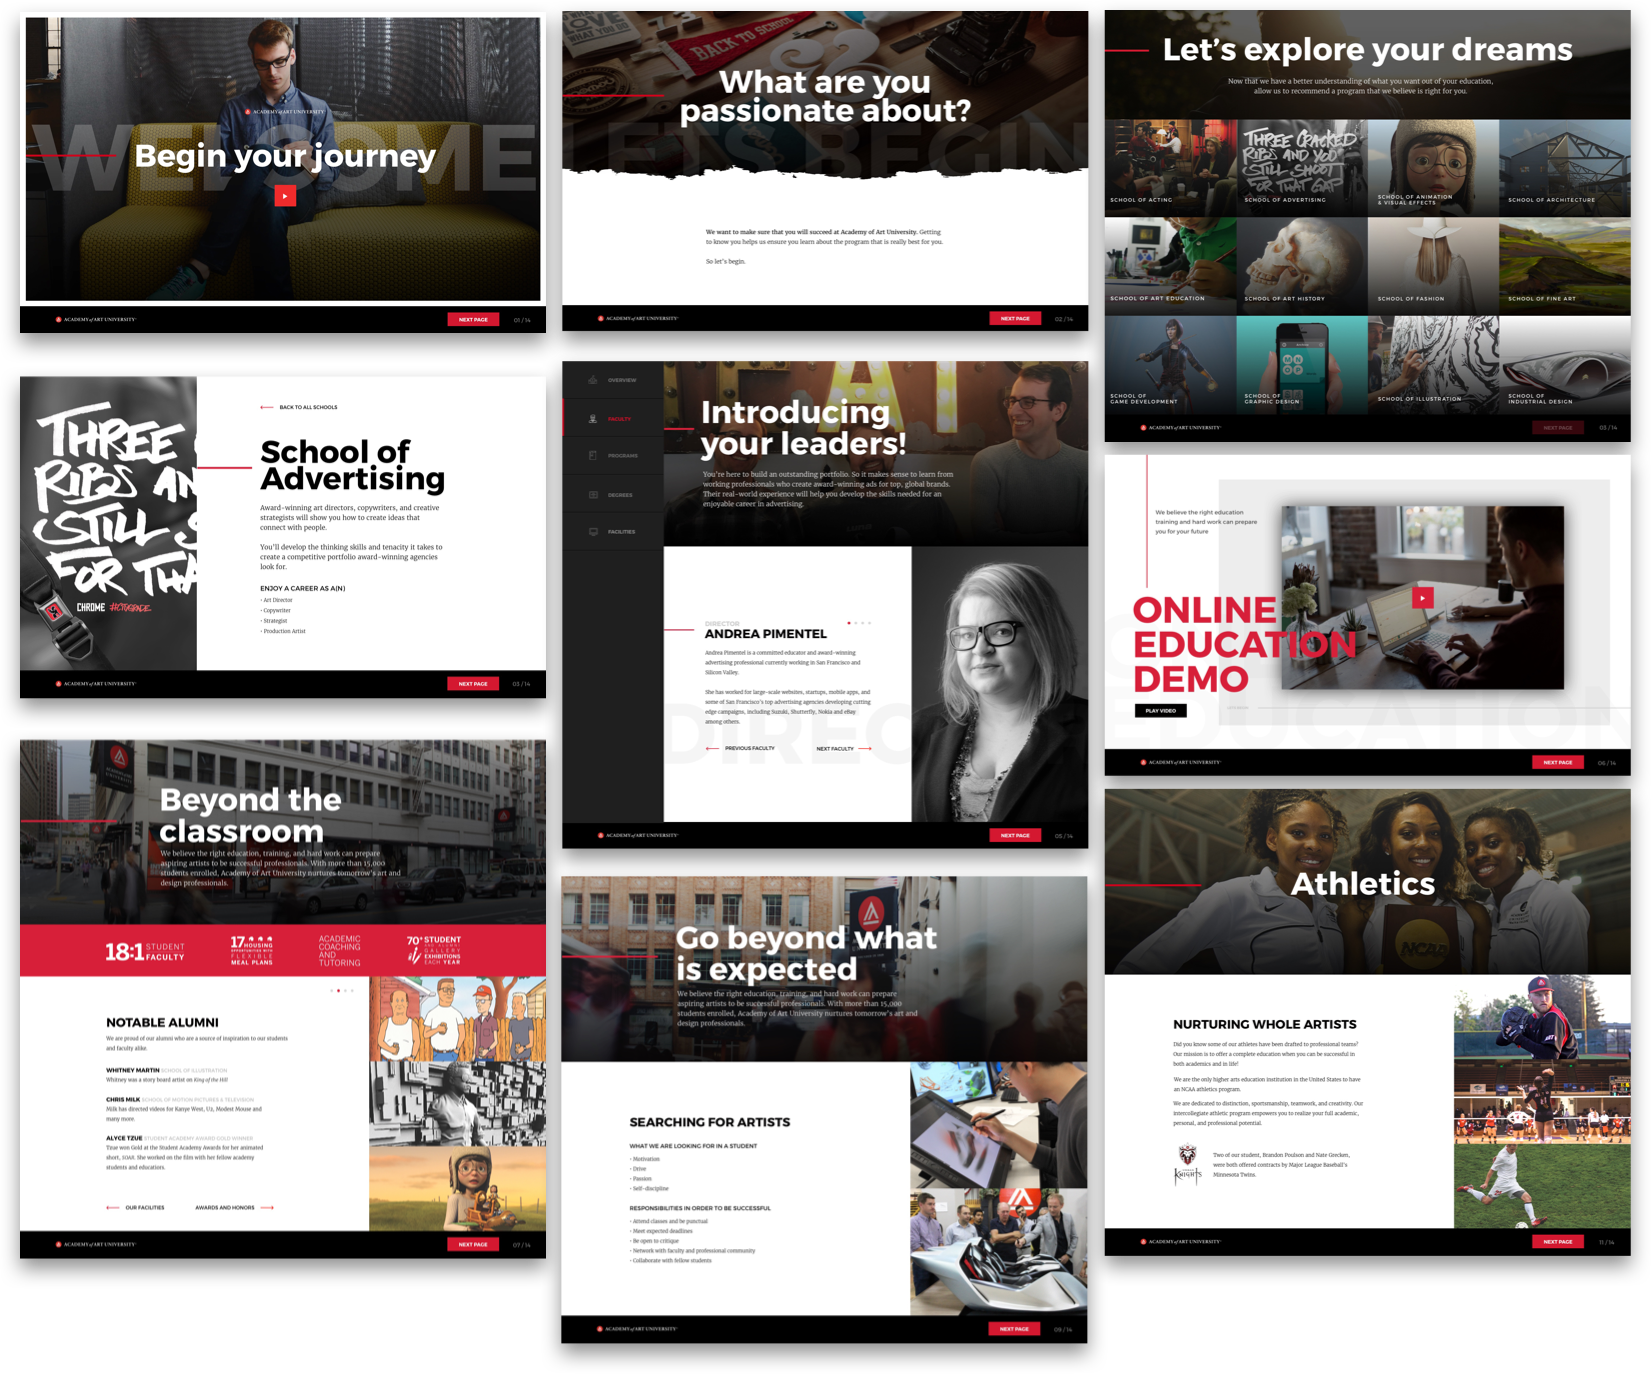 WELCOME
ACADEMY of ART UNIVERSITY
Begin your journey
ACADEMY of ART UNIVERSITY
NEXT PAGE
01 / 14
LOVE
WHAT YOU DO
BACK TO SCHOOL
What are you
passionate about?
LETS BEGIN
We want to make sure that you will succeed at Academy of Art University. Getting
to know you helps us ensure you learn about the program that is really best for you.
So let's begin.
ACADEMY of ART UNIVERSITY
NEXT PAGE
02 / 14
Let's explore your dreams
Now that we have a better understanding of what you want out of your education,
allow us to recommend a program that we believe is right for you.
THREE CRACKED
RIBS AND YOU
STILL SHOOT
FOR THAT GAP
SCHOOL OF ACTING
SCHOOL OF ADVERTISING
SCHOOL OF ANIMATION
& VISUAL EFFECTS
SCHOOL OF ARCHITECTURE
SCHOOL OF ART EDUCATION
SCHOOL OF ART HISTORY
SCHOOL OF FASHION
SCHOOL OF FINE ART
SCHOOL OF
GAME DEVELOPMENT
SCHOOL OF
GRAPHIC DESIGN
SCHOOL OF ILLUSTRATION
SCHOOL OF
INDUSTRIAL DESIGN
ACADEMY of ART UNIVERSITY
NEXT PAGE
03 / 14
THREE
RIBS AN
STILL S
FOR THA
CHROME
BACK TO ALL SCHOOLS
School of
Advertising
Award-winning art directors, copywriters, and creative
strategists will show you how to create ideas that
connect with people.
You'll develop the thinking skills and tenacity it takes to
create a competitive portfolio award-winning agencies
look for.
ENJOY A CAREER AS A(N)
• Art Director
• Copywriter
• Strategist
• Production Artist
ACADEMY of ART UNIVERSITY
NEXT PAGE
03 / 14
OVERVIEW
FACULTY
PROGRAMS
DEGREES
FACILITIES
Introducing
your leaders!
You're here to build an outstanding portfolio. So it makes sense to learn from
working professionals who create award-winning ads for top, global brands.
Their real-world experience will help you develop the skills needed for an
enjoyable career in advertising.
DIRECTOR
ANDREA PIMENTEL
Andrea Pimentel is a committed educator and award-winning
advertising professional currently working in San Francisco and
Silicon Valley.
She has worked for large-scale websites, startups, mobile apps, and
some of San Francisco's top advertising agencies developing cutting
edge campaigns, including Suzuki, Shutterfly, Nokia and eBay
among others.
DIREC
PREVIOUS FACULTY
NEXT FACULTY
ACADEMY of ART UNIVERSITY
NEXT PAGE
05 / 14
We believe the right education
training and hard work can prepare
you for your future
ONLINE
EDUCATION
DEMO
PLAY VIDEO
EDUCATION
ACADEMY of ART UNIVERSITY
NEXT PAGE
06 / 14
Beyond the
classroom
We believe the right education, training, and hard work can prepare
aspiring artists to be successful professionals. With more than 15,000
students enrolled, Academy of Art University nurtures tomorrow's art and
design professionals.
18:1 STUDENT
FACULTY
17 HOUSING
OPPORTUNITIES WITH
FLEXIBLE
MEAL PLANS
ACADEMIC
COACHING
AND
TUTORING
70+ STUDENT
AND ALUMNI
GALLERY
EXHIBITIONS
EACH YEAR
NOTABLE ALUMNI
We are proud of our alumni who are a source of inspiration to our students
and faculty alike.
WHITNEY MARTIN SCHOOL OF ILLUSTRATION
Whitney was a story board artist on King of the Hill
CHRIS MILK SCHOOL OF MOTION PICTURES & TELEVISION
Milk has directed videos for Kanye West, U2, Modest Mouse and
many more.
ALYCE TZUE STUDENT ACADEMY AWARD GOLD WINNER
Tzue won Gold at the Student Academy Awards for her animated
short, SOAR. She worked on the film with her fellow academy
students and educators.
OUR FACILITIES
AWARDS AND HONORS
ACADEMY of ART UNIVERSITY
NEXT PAGE
07 / 14
Go beyond what
is expected
We believe the right education, training, and hard work can prepare
aspiring artists to be successful professionals. With more than 15,000
students enrolled, Academy of Art University nurtures tomorrow's art and
design professionals.
SEARCHING FOR ARTISTS
WHAT WE ARE LOOKING FOR IN A STUDENT
• Motivation
• Drive
• Passion
• Self-discipline
RESPONSIBILITIES IN ORDER TO BE SUCCESSFUL
• Attend classes and be punctual
• Meet expected deadlines
• Be open to critique
• Network with faculty and professional community
• Collaborate with fellow students
ACADEMY of ART UNIVERSITY
NEXT PAGE
09 / 14
Athletics
NCAA
NURTURING WHOLE ARTISTS
Did you know some of our athletes have been drafted to professional teams?
Our mission is to offer a complete education when you can be successful in
both academics and in life!
We are the only higher arts education institution in the United States to have
an NCAA athletics program.
We are dedicated to distinction, sportsmanship, teamwork, and creativity. Our
intercollegiate athletic program empowers you to realize your full academic,
personal, and professional potential.
KNIGHTS
Two of our student, Brandon Poulson and Nate Grecken,
were both offered contracts by Major League Baseball's
Minnesota Twins.
ACADEMY of ART UNIVERSITY
NEXT PAGE
11 / 14